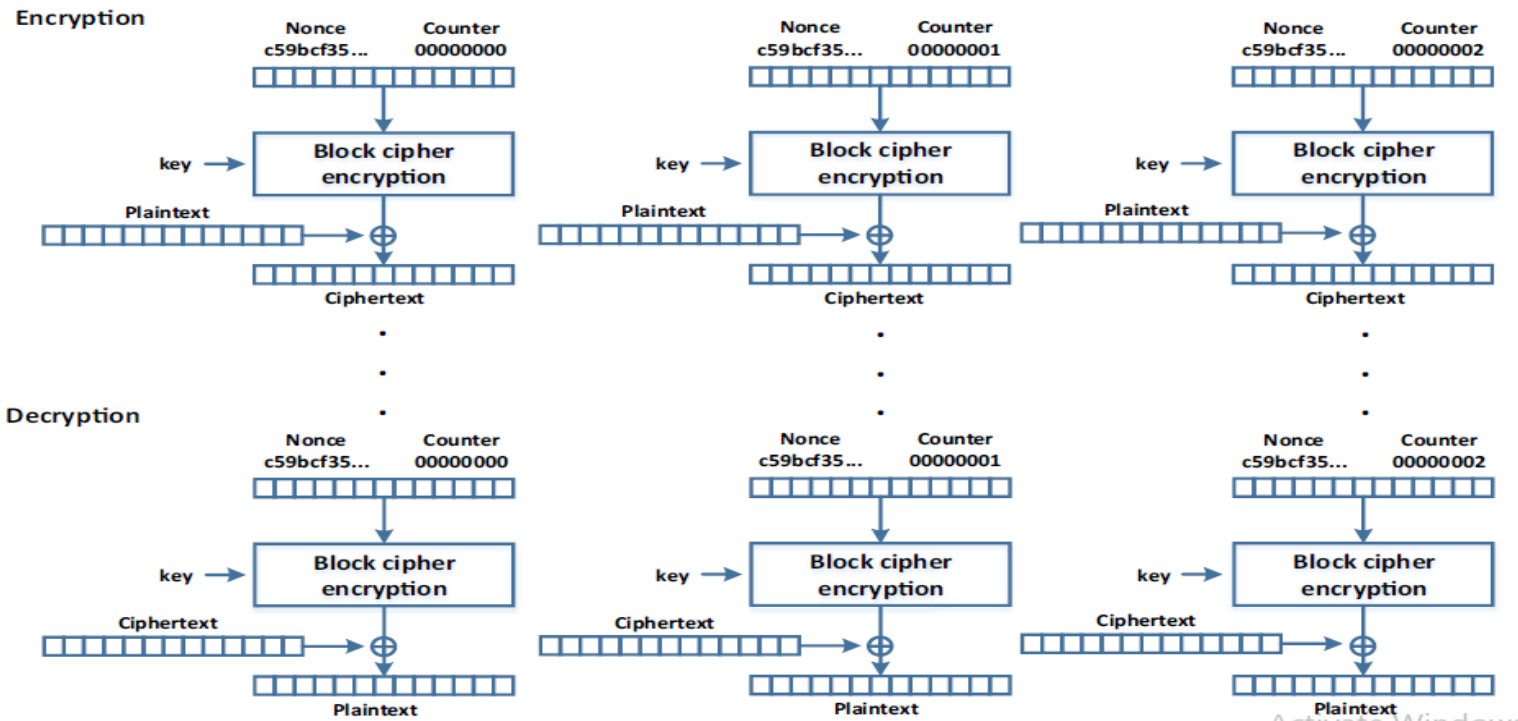 Encryption
Nonce Counter Nonce Counter Nonce Counter
c59bcf35... 00000000 c59bcf35... 00000001 c59bcf35... 00000002
key Block cipher encryption key Block cipher encryption key Block cipher encryption
Plaintext Plaintext Plaintext
Ciphertext Ciphertext Ciphertext
Decryption
Nonce Counter Nonce Counter Nonce Counter
c59bcf35... 00000000 c59bcf35... 00000001 c59bcf35... 00000002
key Block cipher encryption key Block cipher encryption key Block cipher encryption
Ciphertext Ciphertext Ciphertext
Plaintext Plaintext Plaintext